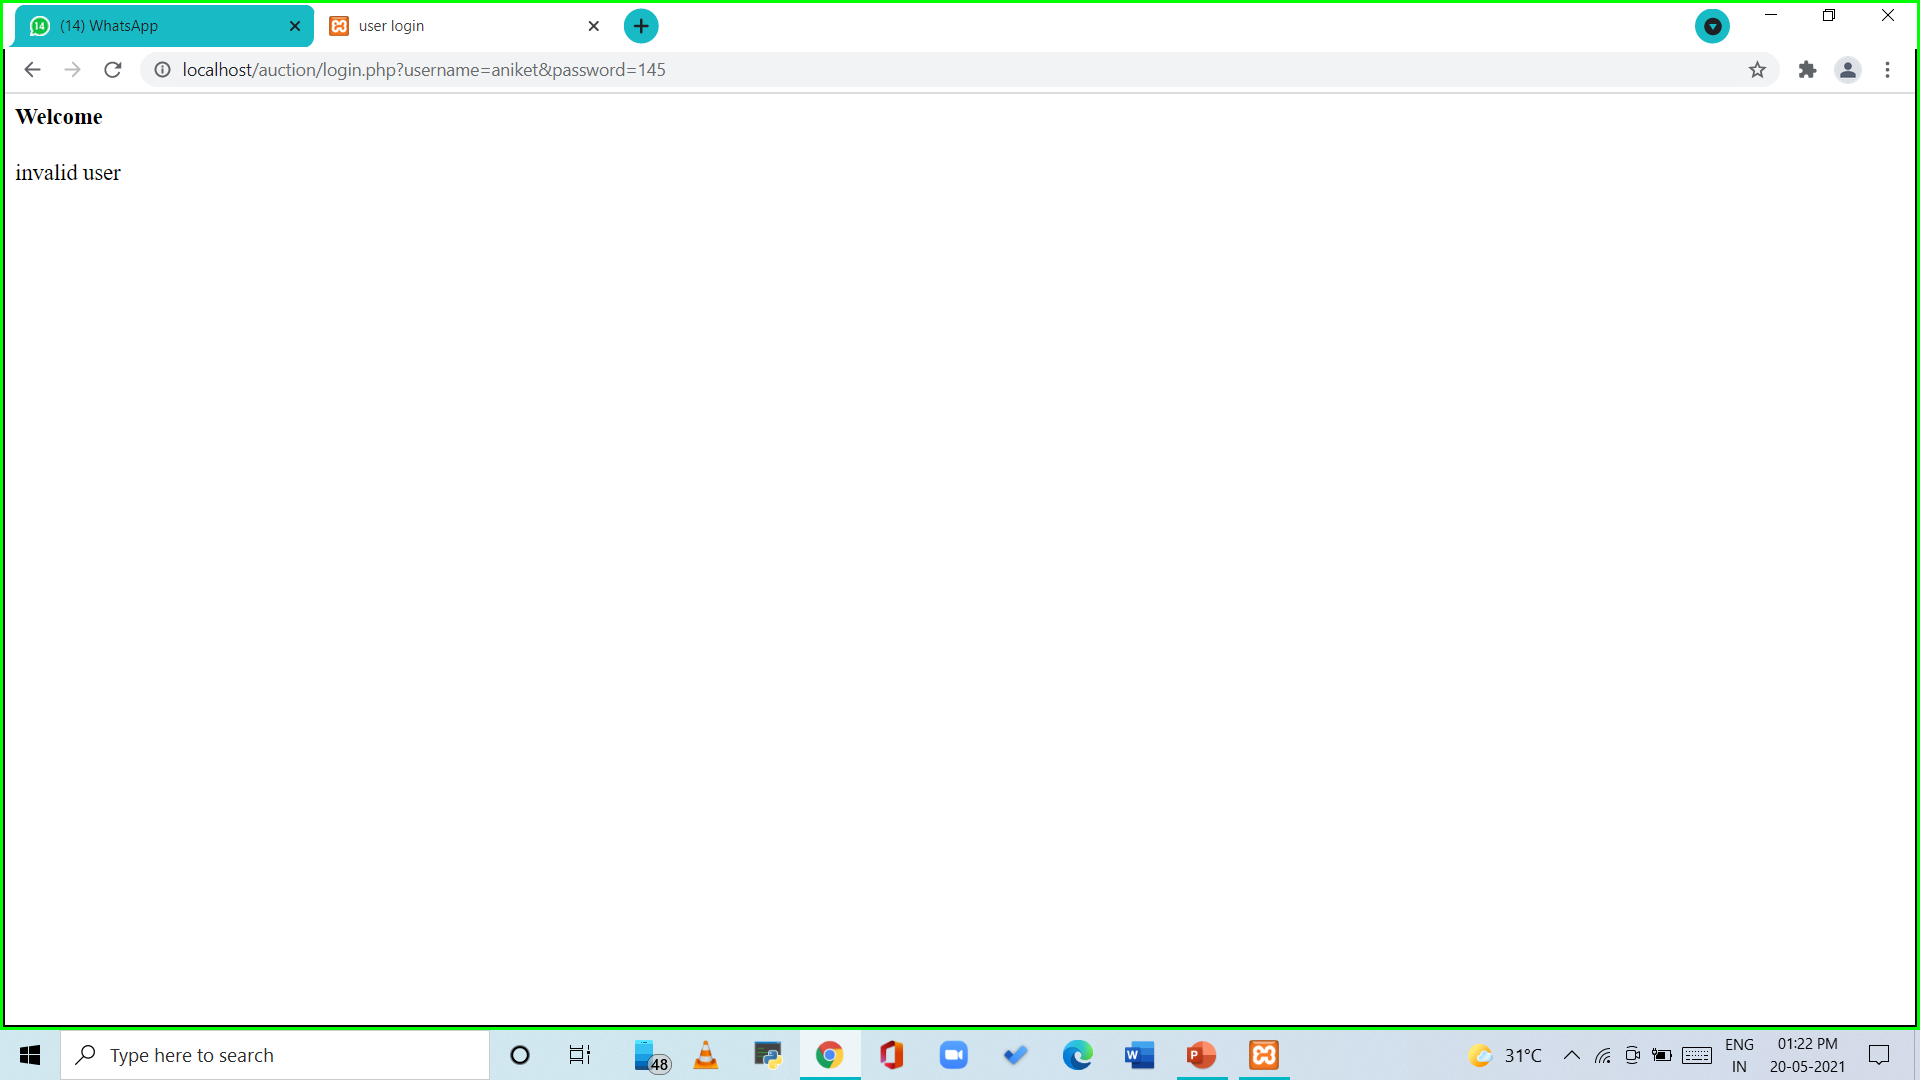 14 (14) WhatsApp
user login
localhost/auction/login.php?username=aniket&password=145
Welcome
invalid user
Type here to search
48
W
P
31°C
ENG
IN
01:22 PM
20-05-2021